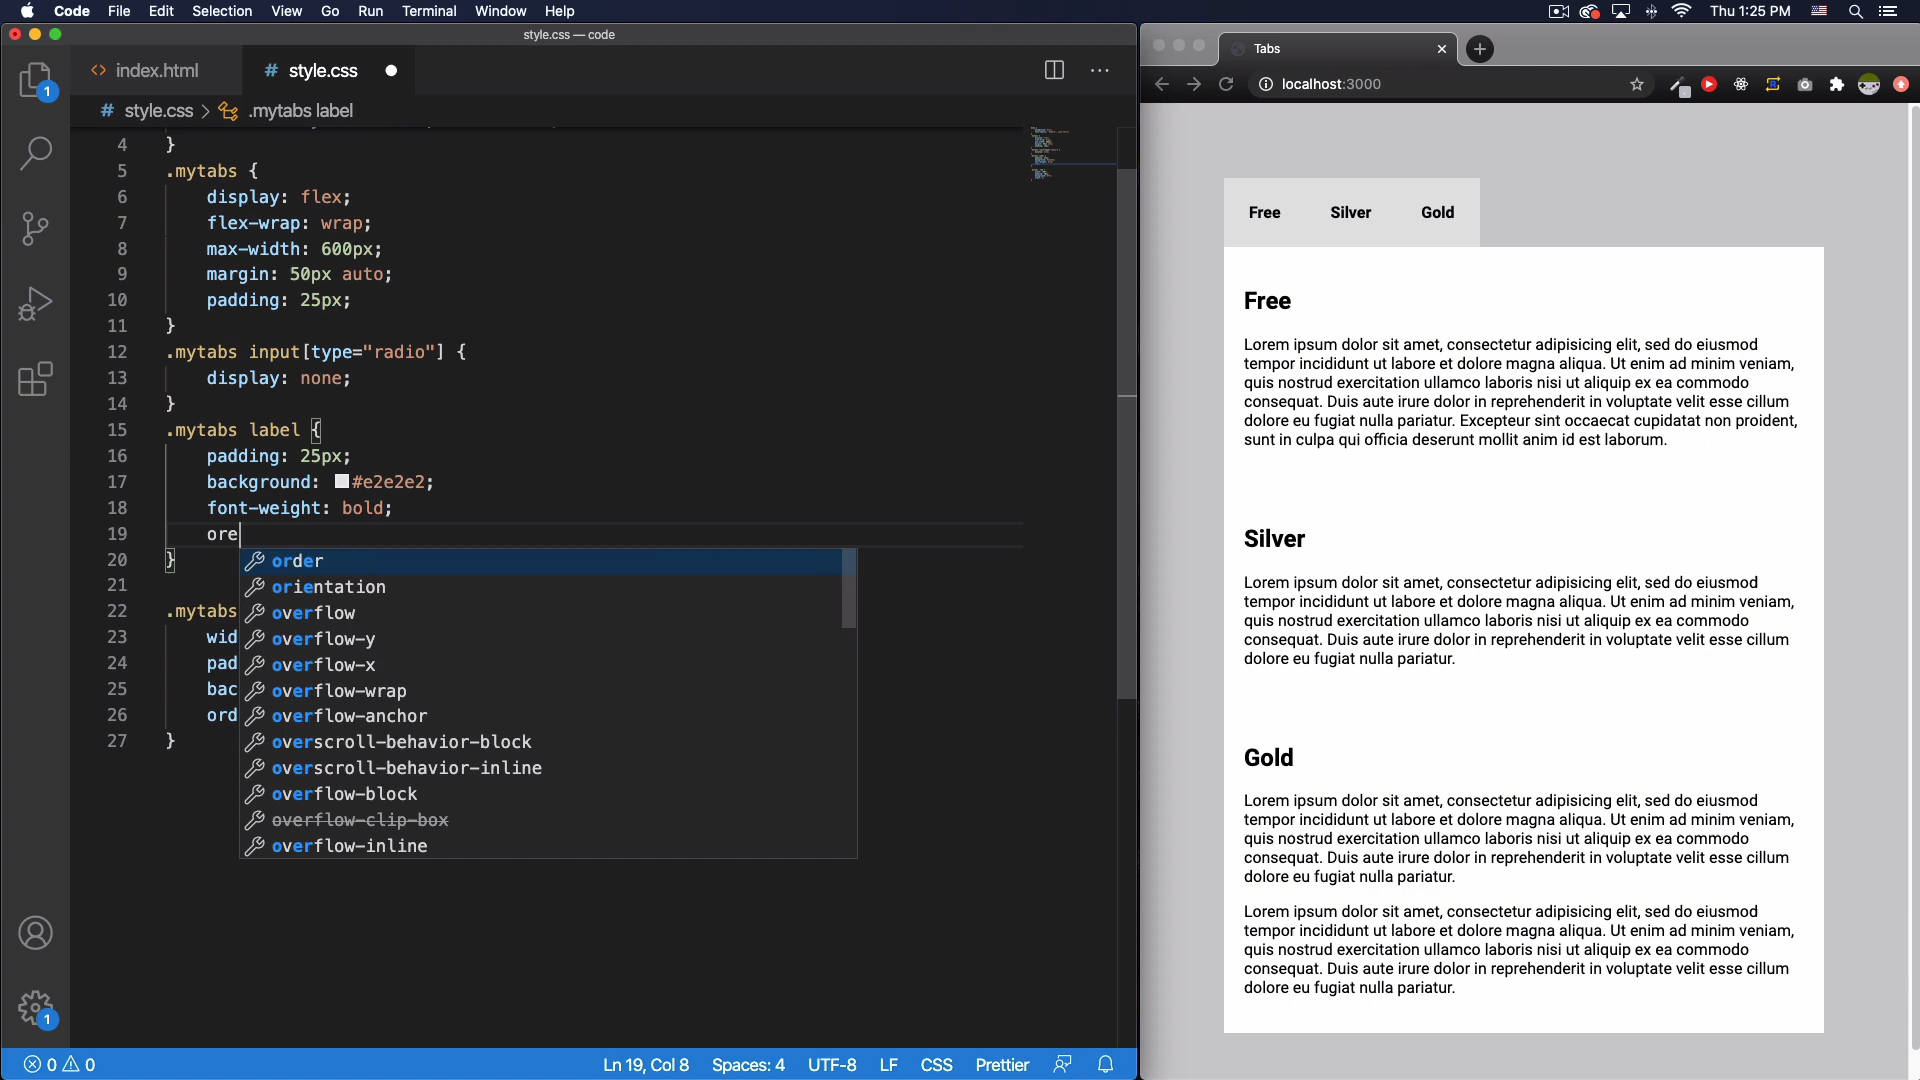 Code File Edit Selection View Go Run Terminal Window Help
Thu 1:25 PM
style.css — code
index.html
# style.css
1
# style.css > .mytabs label
4 }
5 .mytabs {
6 display: flex;
7 flex-wrap: wrap;
8 max-width: 600px;
9 margin: 50px auto;
10 padding: 25px;
11 }
12 .mytabs input[type="radio"] {
13 display: none;
14 }
15 .mytabs label {
16 padding: 25px;
17 background: #e2e2e2;
18 font-weight: bold;
19 ore
20 }
21
22 .mytabs
23 wid
24 pad
25 bac
26 ord
27 }
order
orientation
overflow
overflow-y
overflow-x
overflow-wrap
overflow-anchor
overscroll-behavior-block
overscroll-behavior-inline
overflow-block
overflow-clip-box
overflow-inline
1
0 0
Ln 19, Col 8 Spaces: 4 UTF-8 LF CSS Prettier
Tabs
localhost:3000
Free Silver Gold
Free
Lorem ipsum dolor sit amet, consectetur adipisicing elit, sed do eiusmod
tempor incididunt ut labore et dolore magna aliqua. Ut enim ad minim veniam,
quis nostrud exercitation ullamco laboris nisi ut aliquip ex ea commodo
consequat. Duis aute irure dolor in reprehenderit in voluptate velit esse cillum
dolore eu fugiat nulla pariatur. Excepteur sint occaecat cupidatat non proident,
sunt in culpa qui officia deserunt mollit anim id est laborum.
Silver
Lorem ipsum dolor sit amet, consectetur adipisicing elit, sed do eiusmod
tempor incididunt ut labore et dolore magna aliqua. Ut enim ad minim veniam,
quis nostrud exercitation ullamco laboris nisi ut aliquip ex ea commodo
consequat. Duis aute irure dolor in reprehenderit in voluptate velit esse cillum
dolore eu fugiat nulla pariatur.
Gold
Lorem ipsum dolor sit amet, consectetur adipisicing elit, sed do eiusmod
tempor incididunt ut labore et dolore magna aliqua. Ut enim ad minim veniam,
quis nostrud exercitation ullamco laboris nisi ut aliquip ex ea commodo
consequat. Duis aute irure dolor in reprehenderit in voluptate velit esse cillum
dolore eu fugiat nulla pariatur.
Lorem ipsum dolor sit amet, consectetur adipisicing elit, sed do eiusmod
tempor incididunt ut labore et dolore magna aliqua. Ut enim ad minim veniam,
quis nostrud exercitation ullamco laboris nisi ut aliquip ex ea commodo
consequat. Duis aute irure dolor in reprehenderit in voluptate velit esse cillum
dolore eu fugiat nulla pariatur.